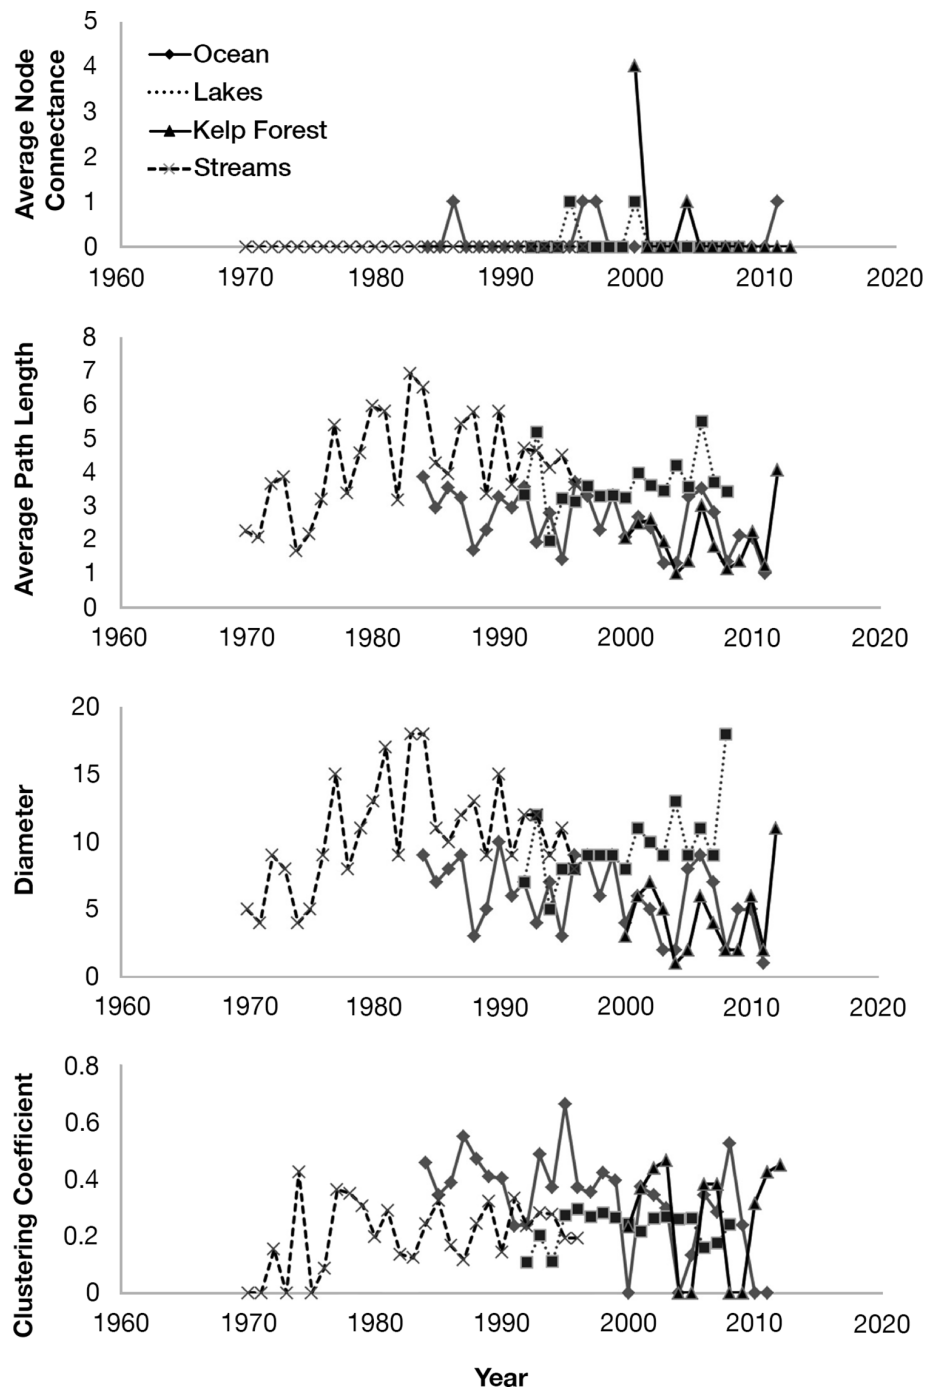 Average Node
Connectance
5
4
3
2
1
0
Ocean
Lakes
Kelp Forest
Streams
1960 1970 1980 1990 2000 2010 2020
Average Path Length
8
7
6
5
4
3
2
1
0
1960 1970 1980 1990 2000 2010 2020
Diameter
20
15
10
5
0
1960 1970 1980 1990 2000 2010 2020
Clustering Coefficient
0.8
0.6
0.4
0.2
0
1960 1970 1980 1990 2000 2010 2020
Year